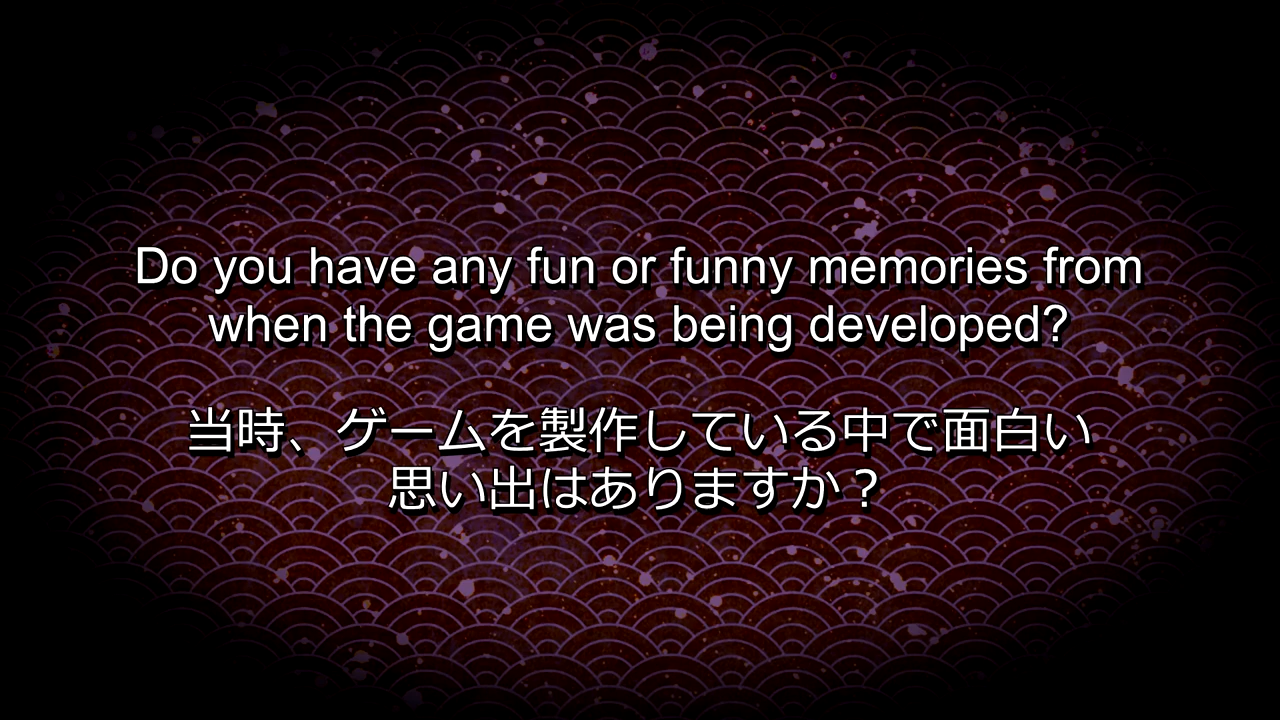 Do you have any fun or funny memories from
when the game was being developed?
当時、ゲームを製作している中で面白い
思い出はありますか？